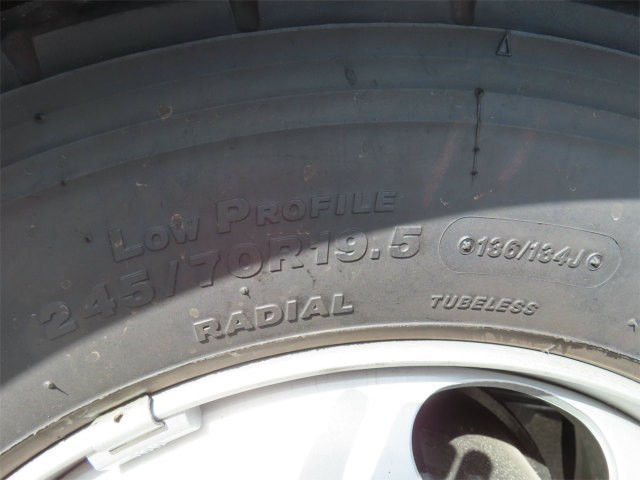 LOW PROFILE
245/70R19.5
136/134J
RADIAL
TUBELESS